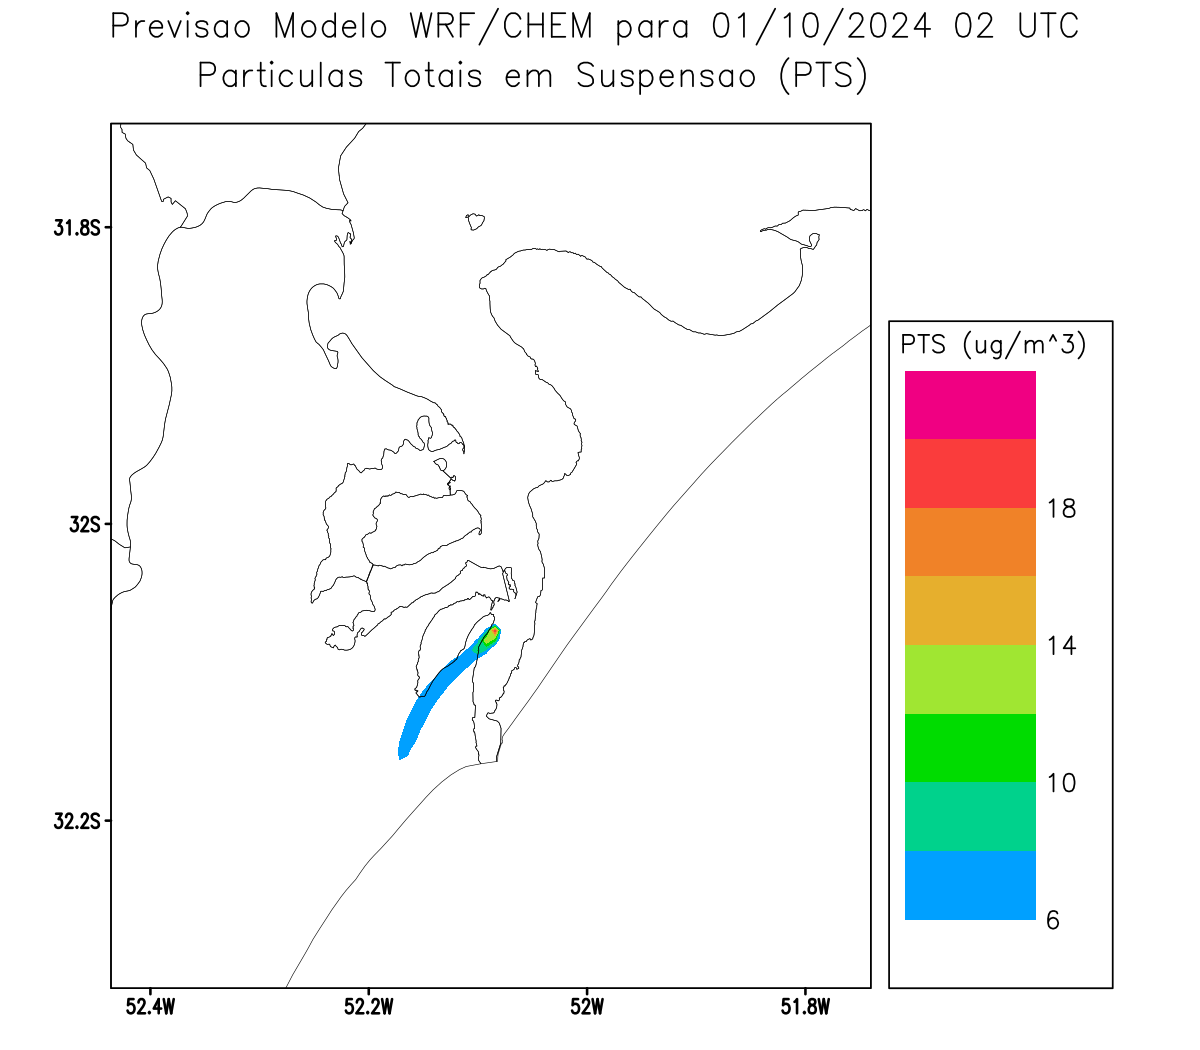 Previsao Modelo WRF/CHEM para 01/10/2024 02 UTC
Particulas Totais em Suspensao (PTS)
31.8S
32S
32.2S
52.4W
52.2W
52W
51.8W
PTS (ug/m^3)
18
14
10
6